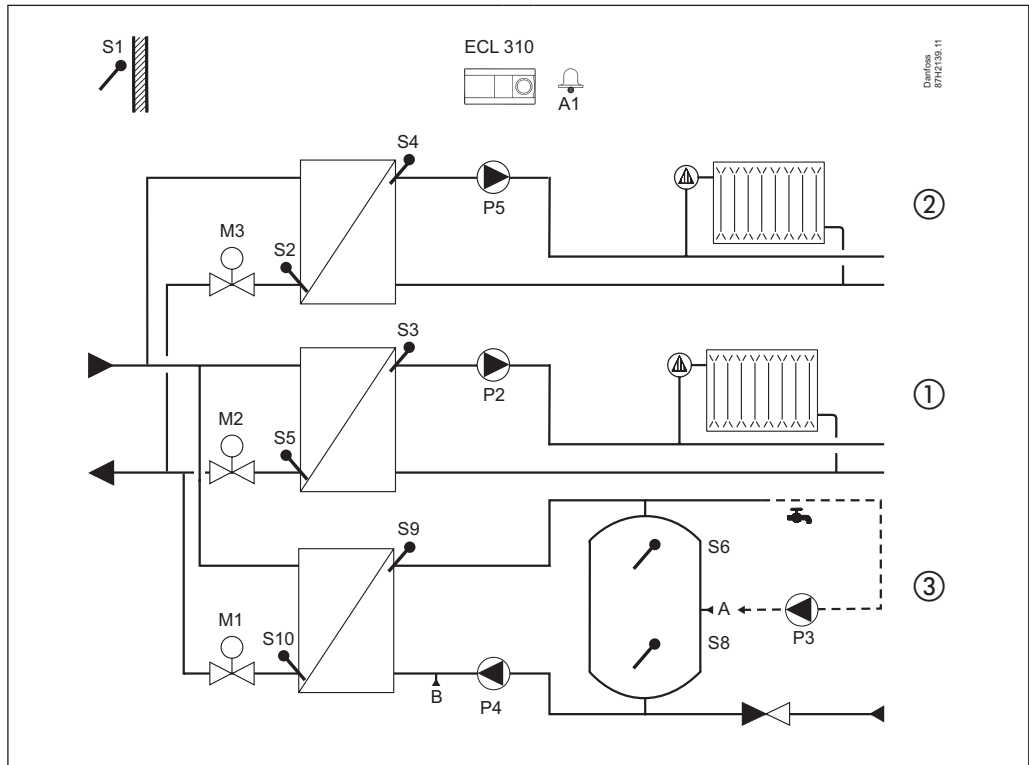 S1
ECL 310
A1
Danfoss
87H2139.11
S4
P5
②
M3
S2
S3
P2
①
M2
S5
S9
S6
③
A
P3
M1
S10
S8
B
P4